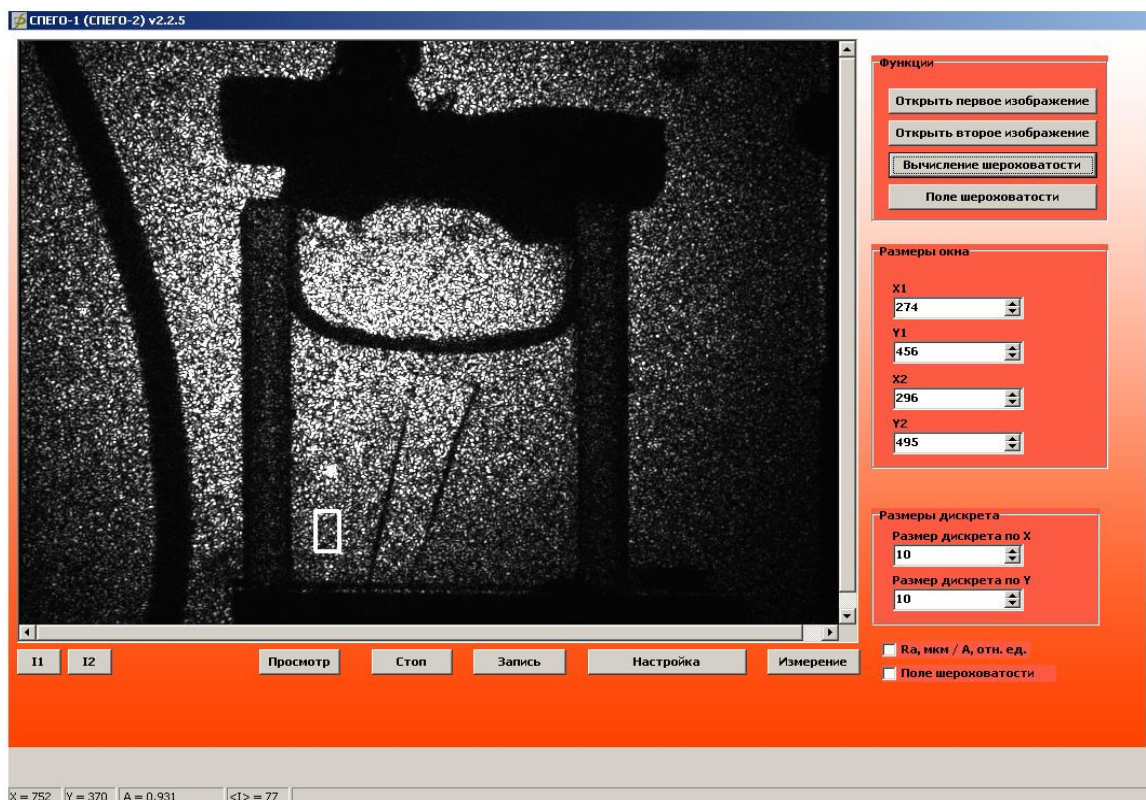 СПЕГО-1 (СПЕГО-2) v2.2.5
Функции
Открыть первое изображение
Открыть второе изображение
Вычисление шероховатости
Поле шероховатости
Размеры окна
X1
274
Y1
456
X2
296
Y2
495
Размеры дискрета
Размер дискрета по X
10
Размер дискрета по Y
10
I1 I2 Просмотр Стоп Запись Настройка Измерение
Ra, мкм / A, отн. ед.
Поле шероховатости
X = 752 Y = 370 A = 0,931 <I> = 77